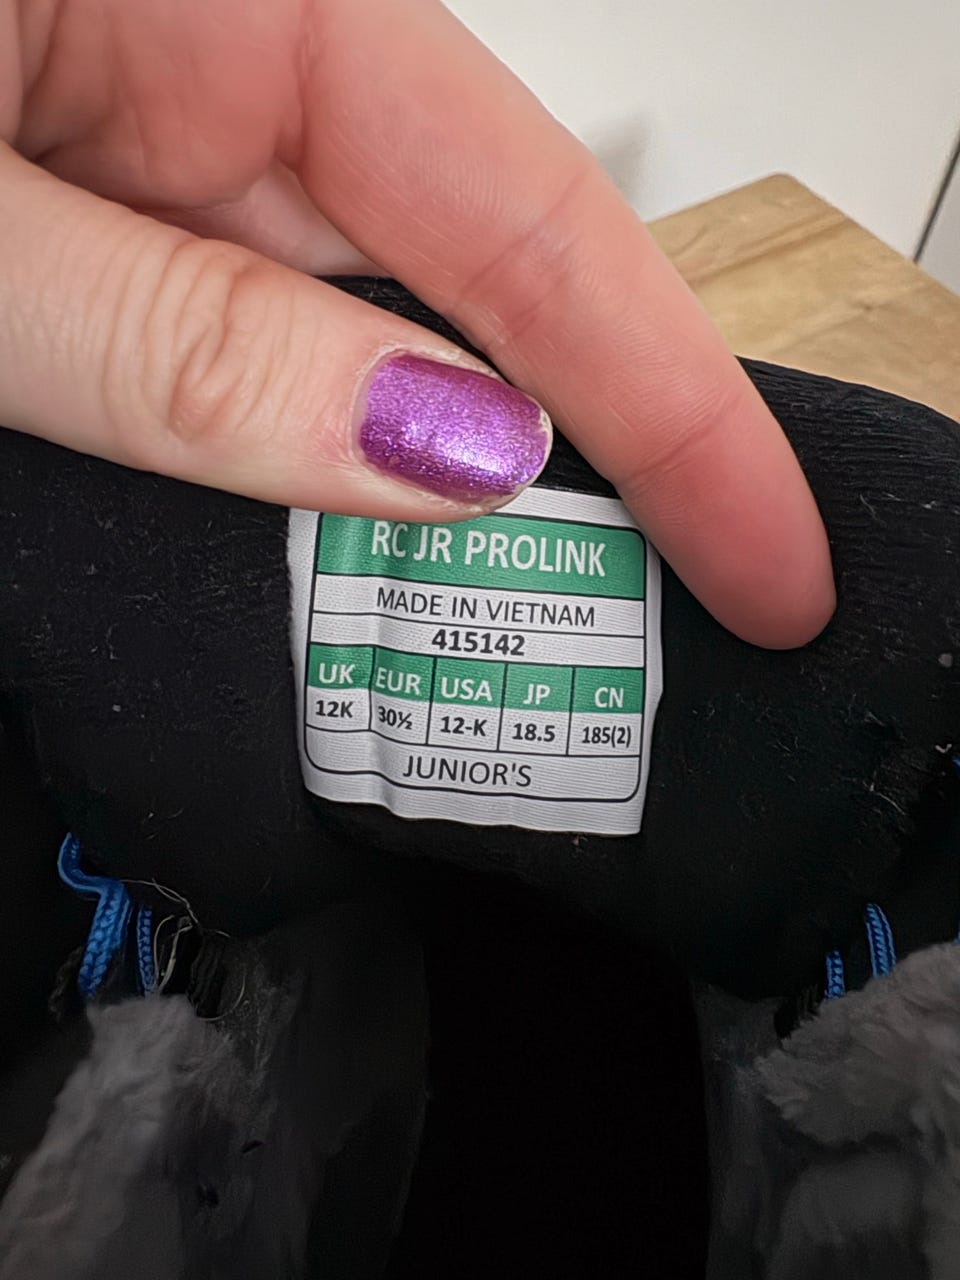 RC JR PROLINK
MADE IN VIETNAM
415142
UK EUR USA JP CN
12K 30½ 12-K 18.5 185(2)
JUNIOR'S